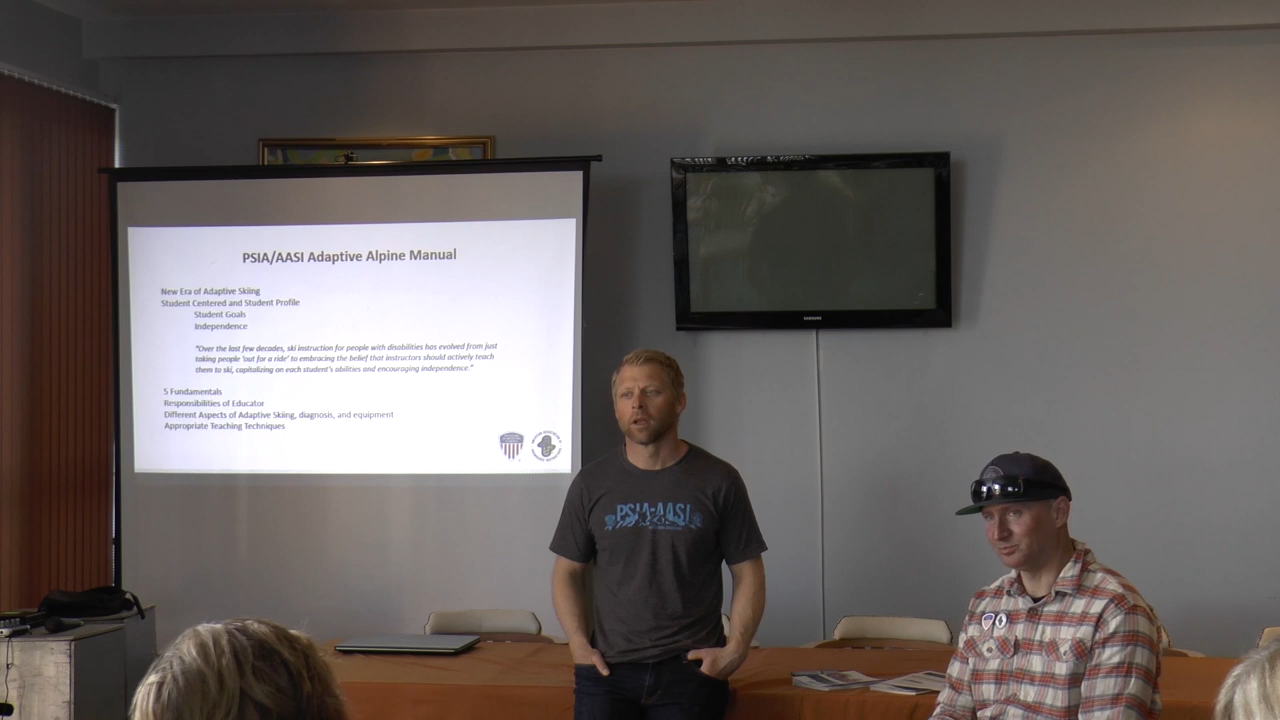 PSIA/AASI Adaptive Alpine Manual
New Era of Adaptive Skiing
Student Centered and Student Profile
Student Goals
Independence
"Over the last few decades, ski instruction for people with disabilities has evolved from just
taking people 'out for a ride' to embracing the belief that instructors should actively teach
them to ski, capitalizing on each student's abilities and encouraging independence."
5 Fundamentals
Responsibilities of Educator
Different Aspects of Adaptive Skiing, diagnosis, and equipment
Appropriate Teaching Techniques
SAMSUNG
PSIA-AASI